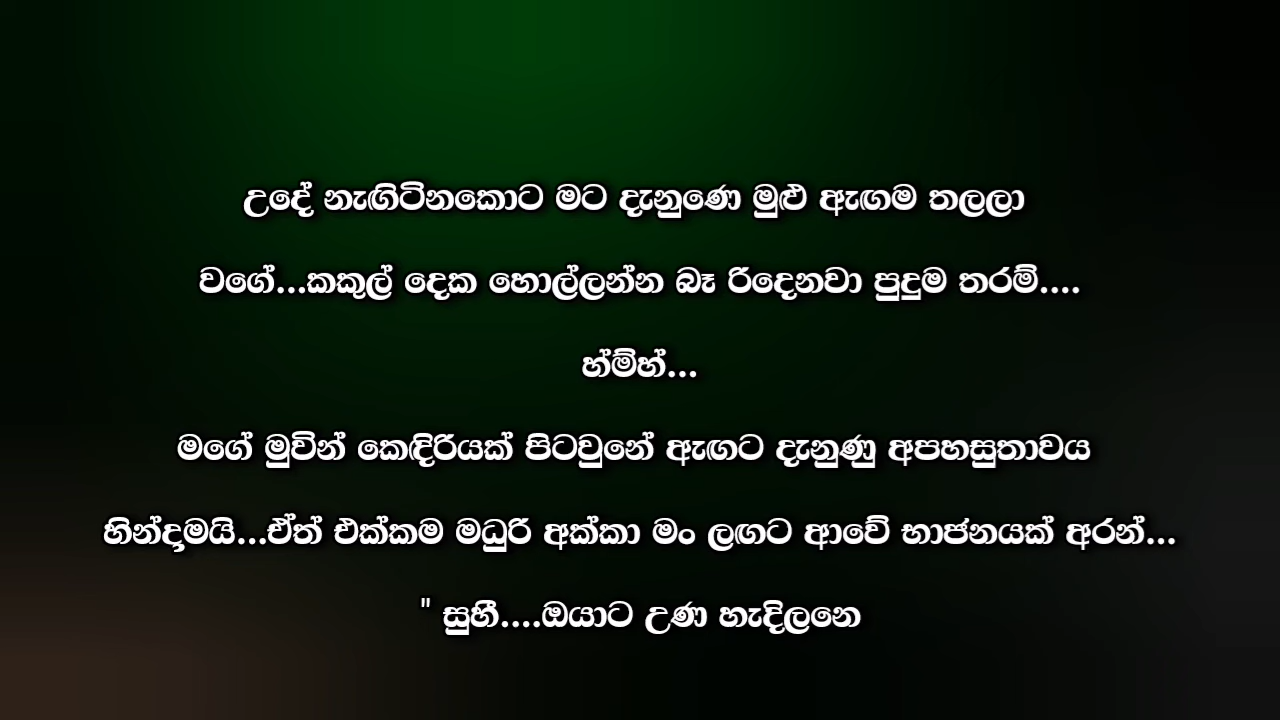 උදේ නැඟිටිනකොට මට දැනුණෙ මුළු ඇඟම තලලා
වගේ...කකුල් දෙක හොල්ලන්න බෑ රිදෙනවා පුදුම තරම්....
හ්ම්හ්...
මගේ මුවින් කෙඳිරියක් පිටවුනේ ඇඟට දැනුණු අපහසුතාවය
හින්දමයි...ඒත් එක්කම මධුරි අක්කා මං ලඟට ආවේ භාජනයක් අරන්...
" සුහී....ඔයාට උණ හැදිලනෙ